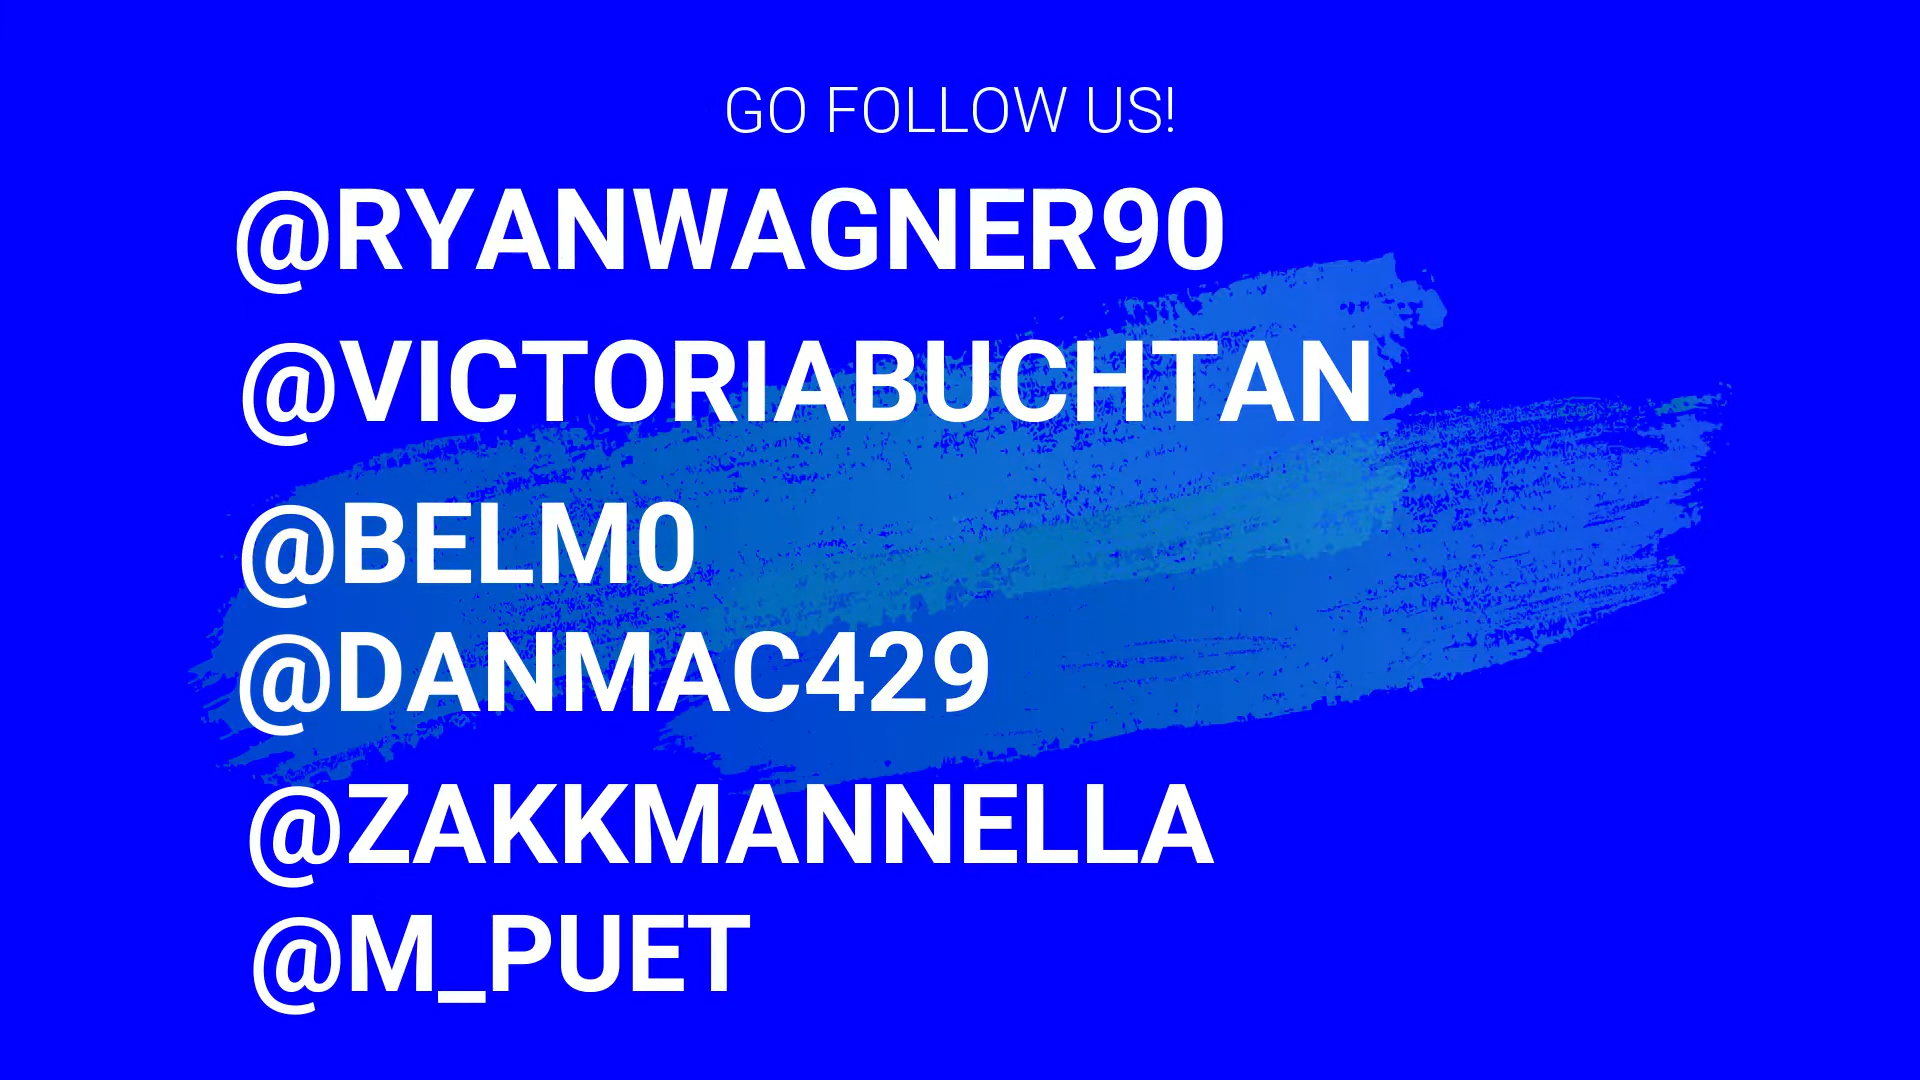 GO FOLLOW US!
@RYANWAGNER90
@VICTORIABUCHTAN
@BELM0
@DANMAC429
@ZAKKMANNELLA
@M_PUET